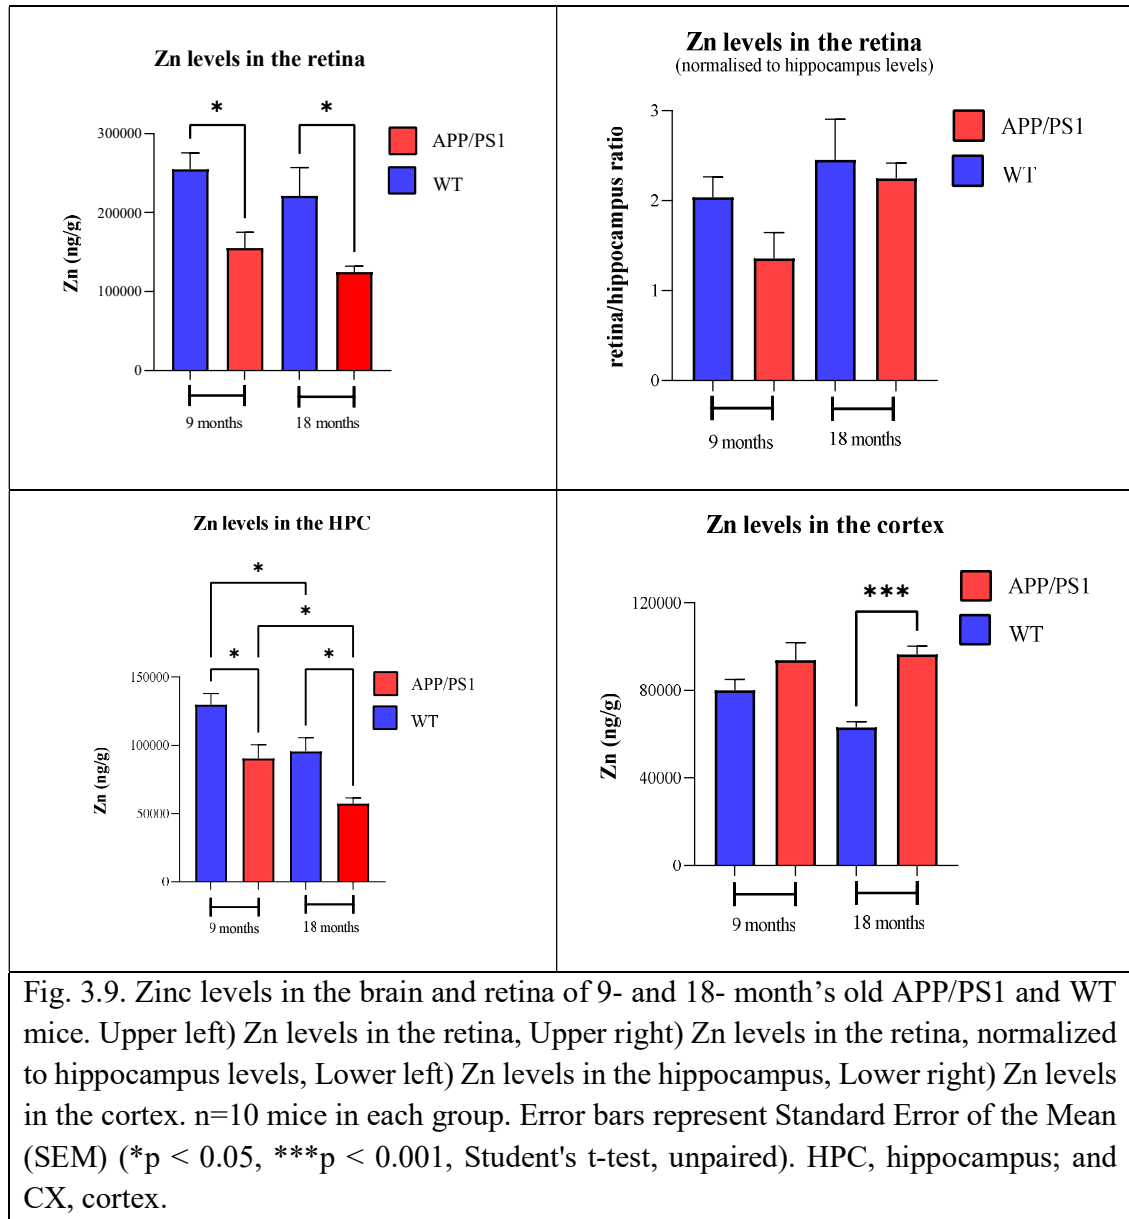 Zn levels in the retina
*
*
300000
200000
100000
0
Zn (ng/g)
9 months
18 months
APP/PS1
WT
Zn levels in the retina
(normalised to hippocampus levels)
3
2
1
0
retina/hippocampus ratio
9 months
18 months
APP/PS1
WT
Zn levels in the HPC
*
*
*
*
150000
100000
50000
0
Zn (ng/g)
9 months
18 months
APP/PS1
WT
Zn levels in the cortex
***
120000
80000
40000
0
Zn (ng/g)
9 months
18 months
APP/PS1
WT
Fig. 3.9. Zinc levels in the brain and retina of 9- and 18- month’s old APP/PS1 and WT
mice. Upper left) Zn levels in the retina, Upper right) Zn levels in the retina, normalized
to hippocampus levels, Lower left) Zn levels in the hippocampus, Lower right) Zn levels
in the cortex. n=10 mice in each group. Error bars represent Standard Error of the Mean
(SEM) (*p < 0.05, ***p < 0.001, Student's t-test, unpaired). HPC, hippocampus; and
CX, cortex.